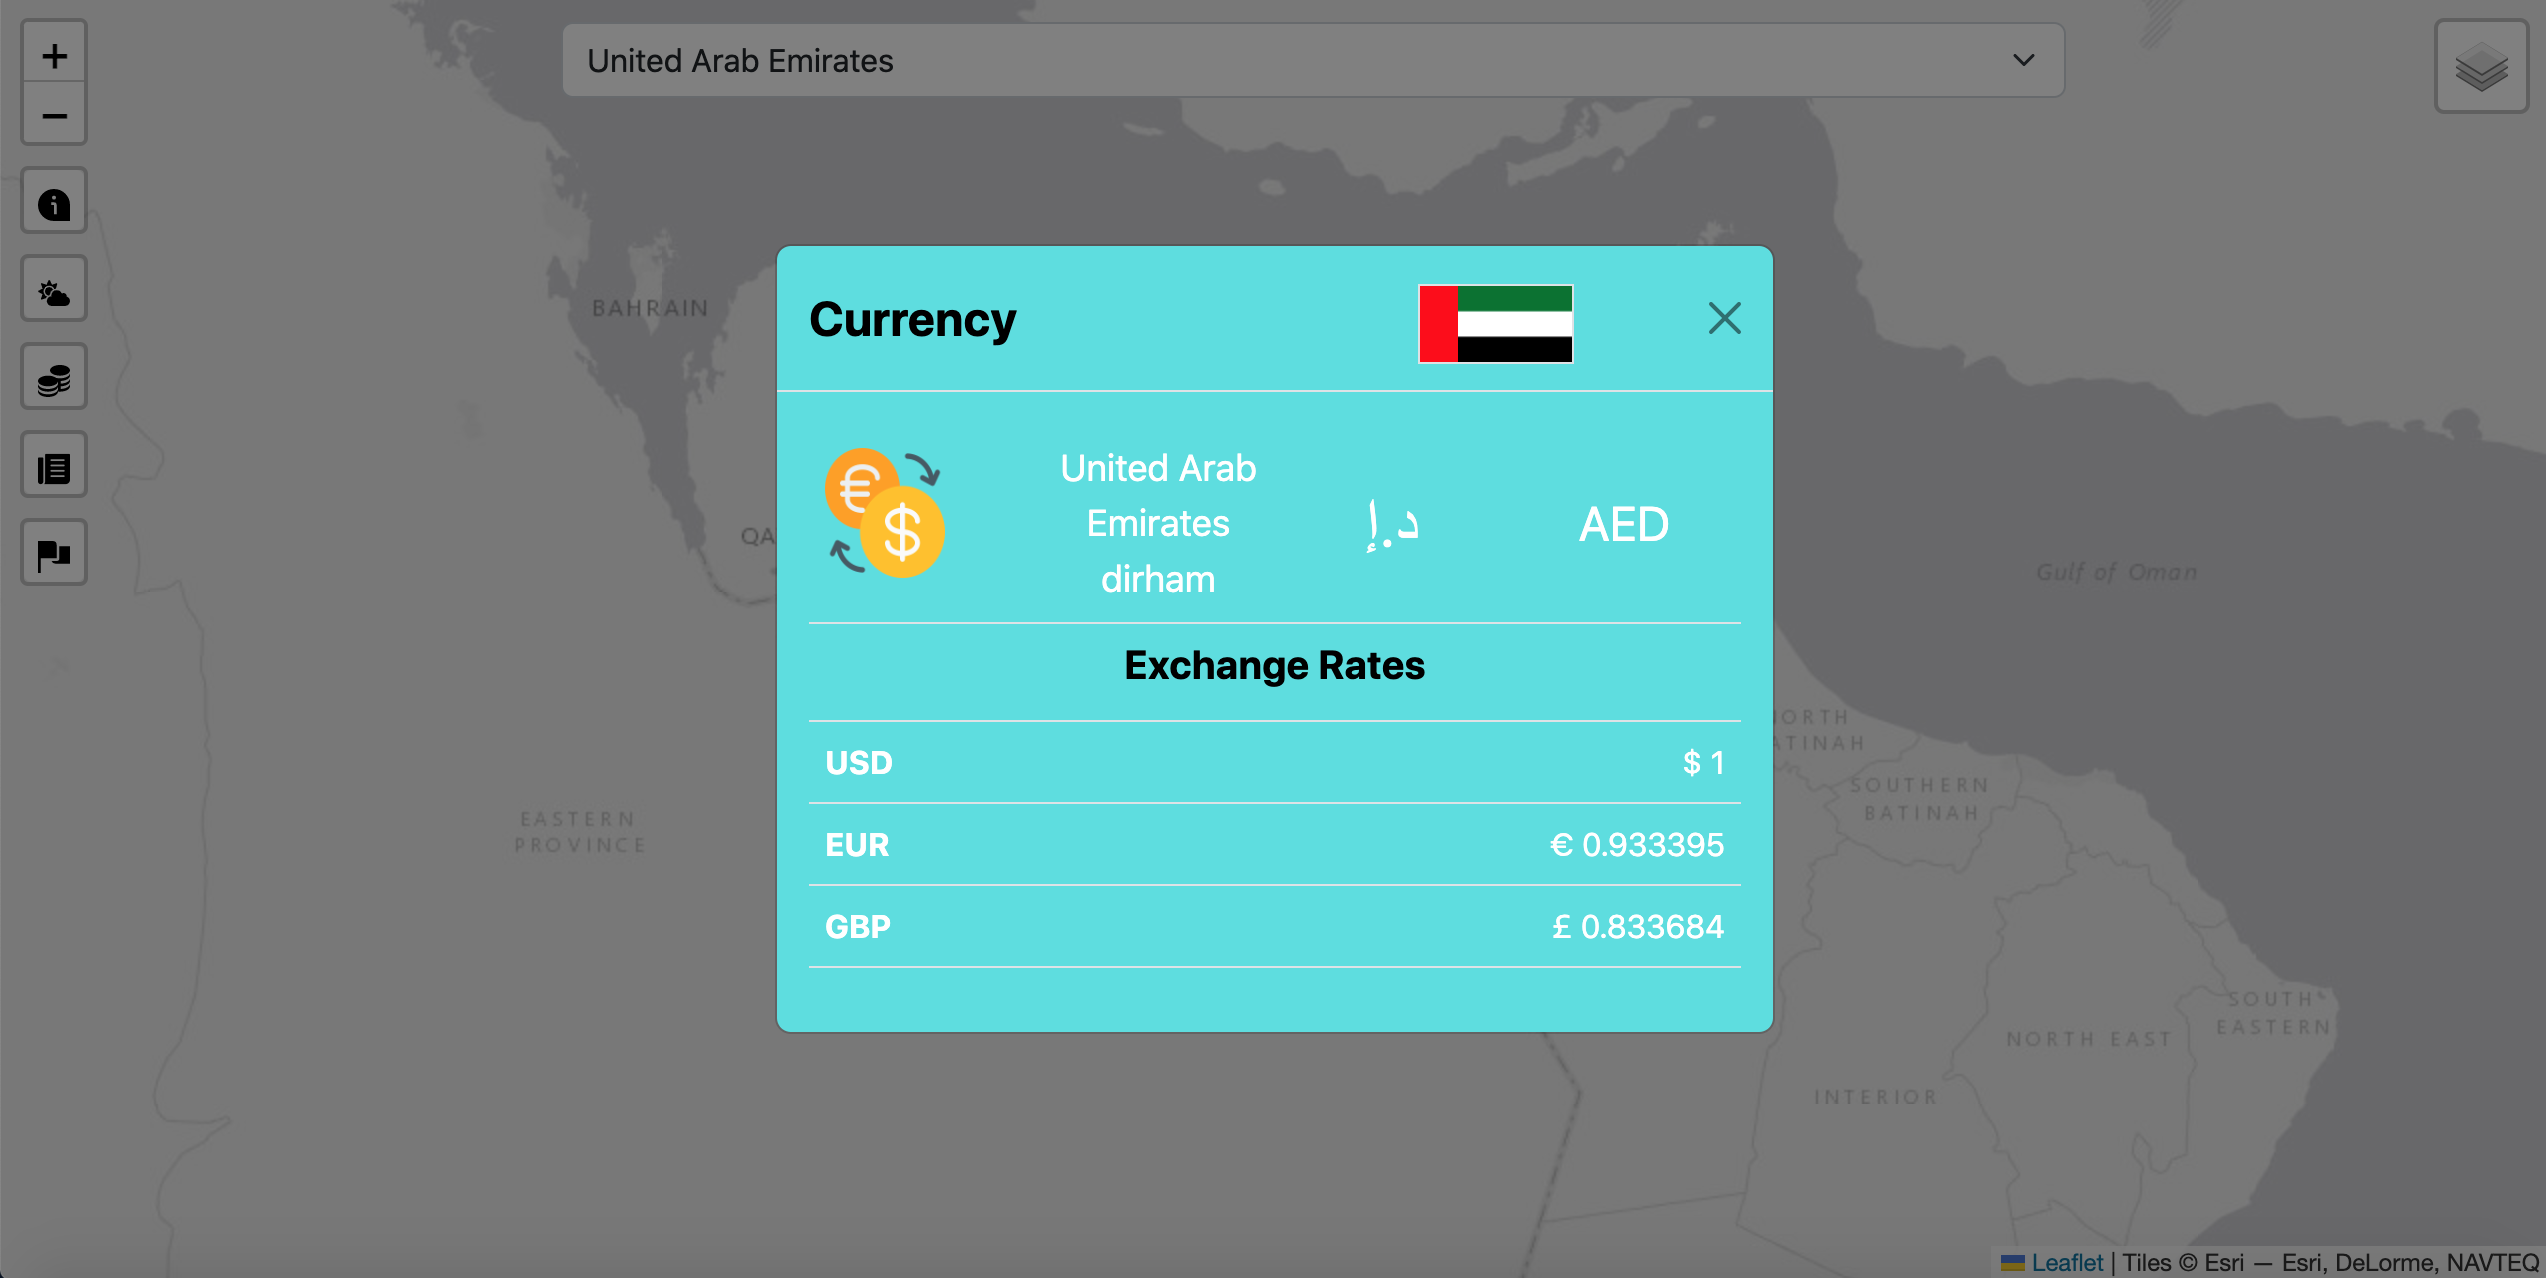 +
United Arab Emirates
−
BAHRAIN
Currency
United Arab
Emirates
dirham
د.إ
AED
€
$
QA
Gulf of Oman
Exchange Rates
ORTH
ATINAH
USD $ 1
SOUTHERN
BATINAH
EASTERN
PROVINCE
EUR € 0.933395
GBP £ 0.833684
SOUTH
EASTERN
NORTH EAST
INTERIOR
Leaflet | Tiles © Esri — Esri, DeLorme, NAVTEQ